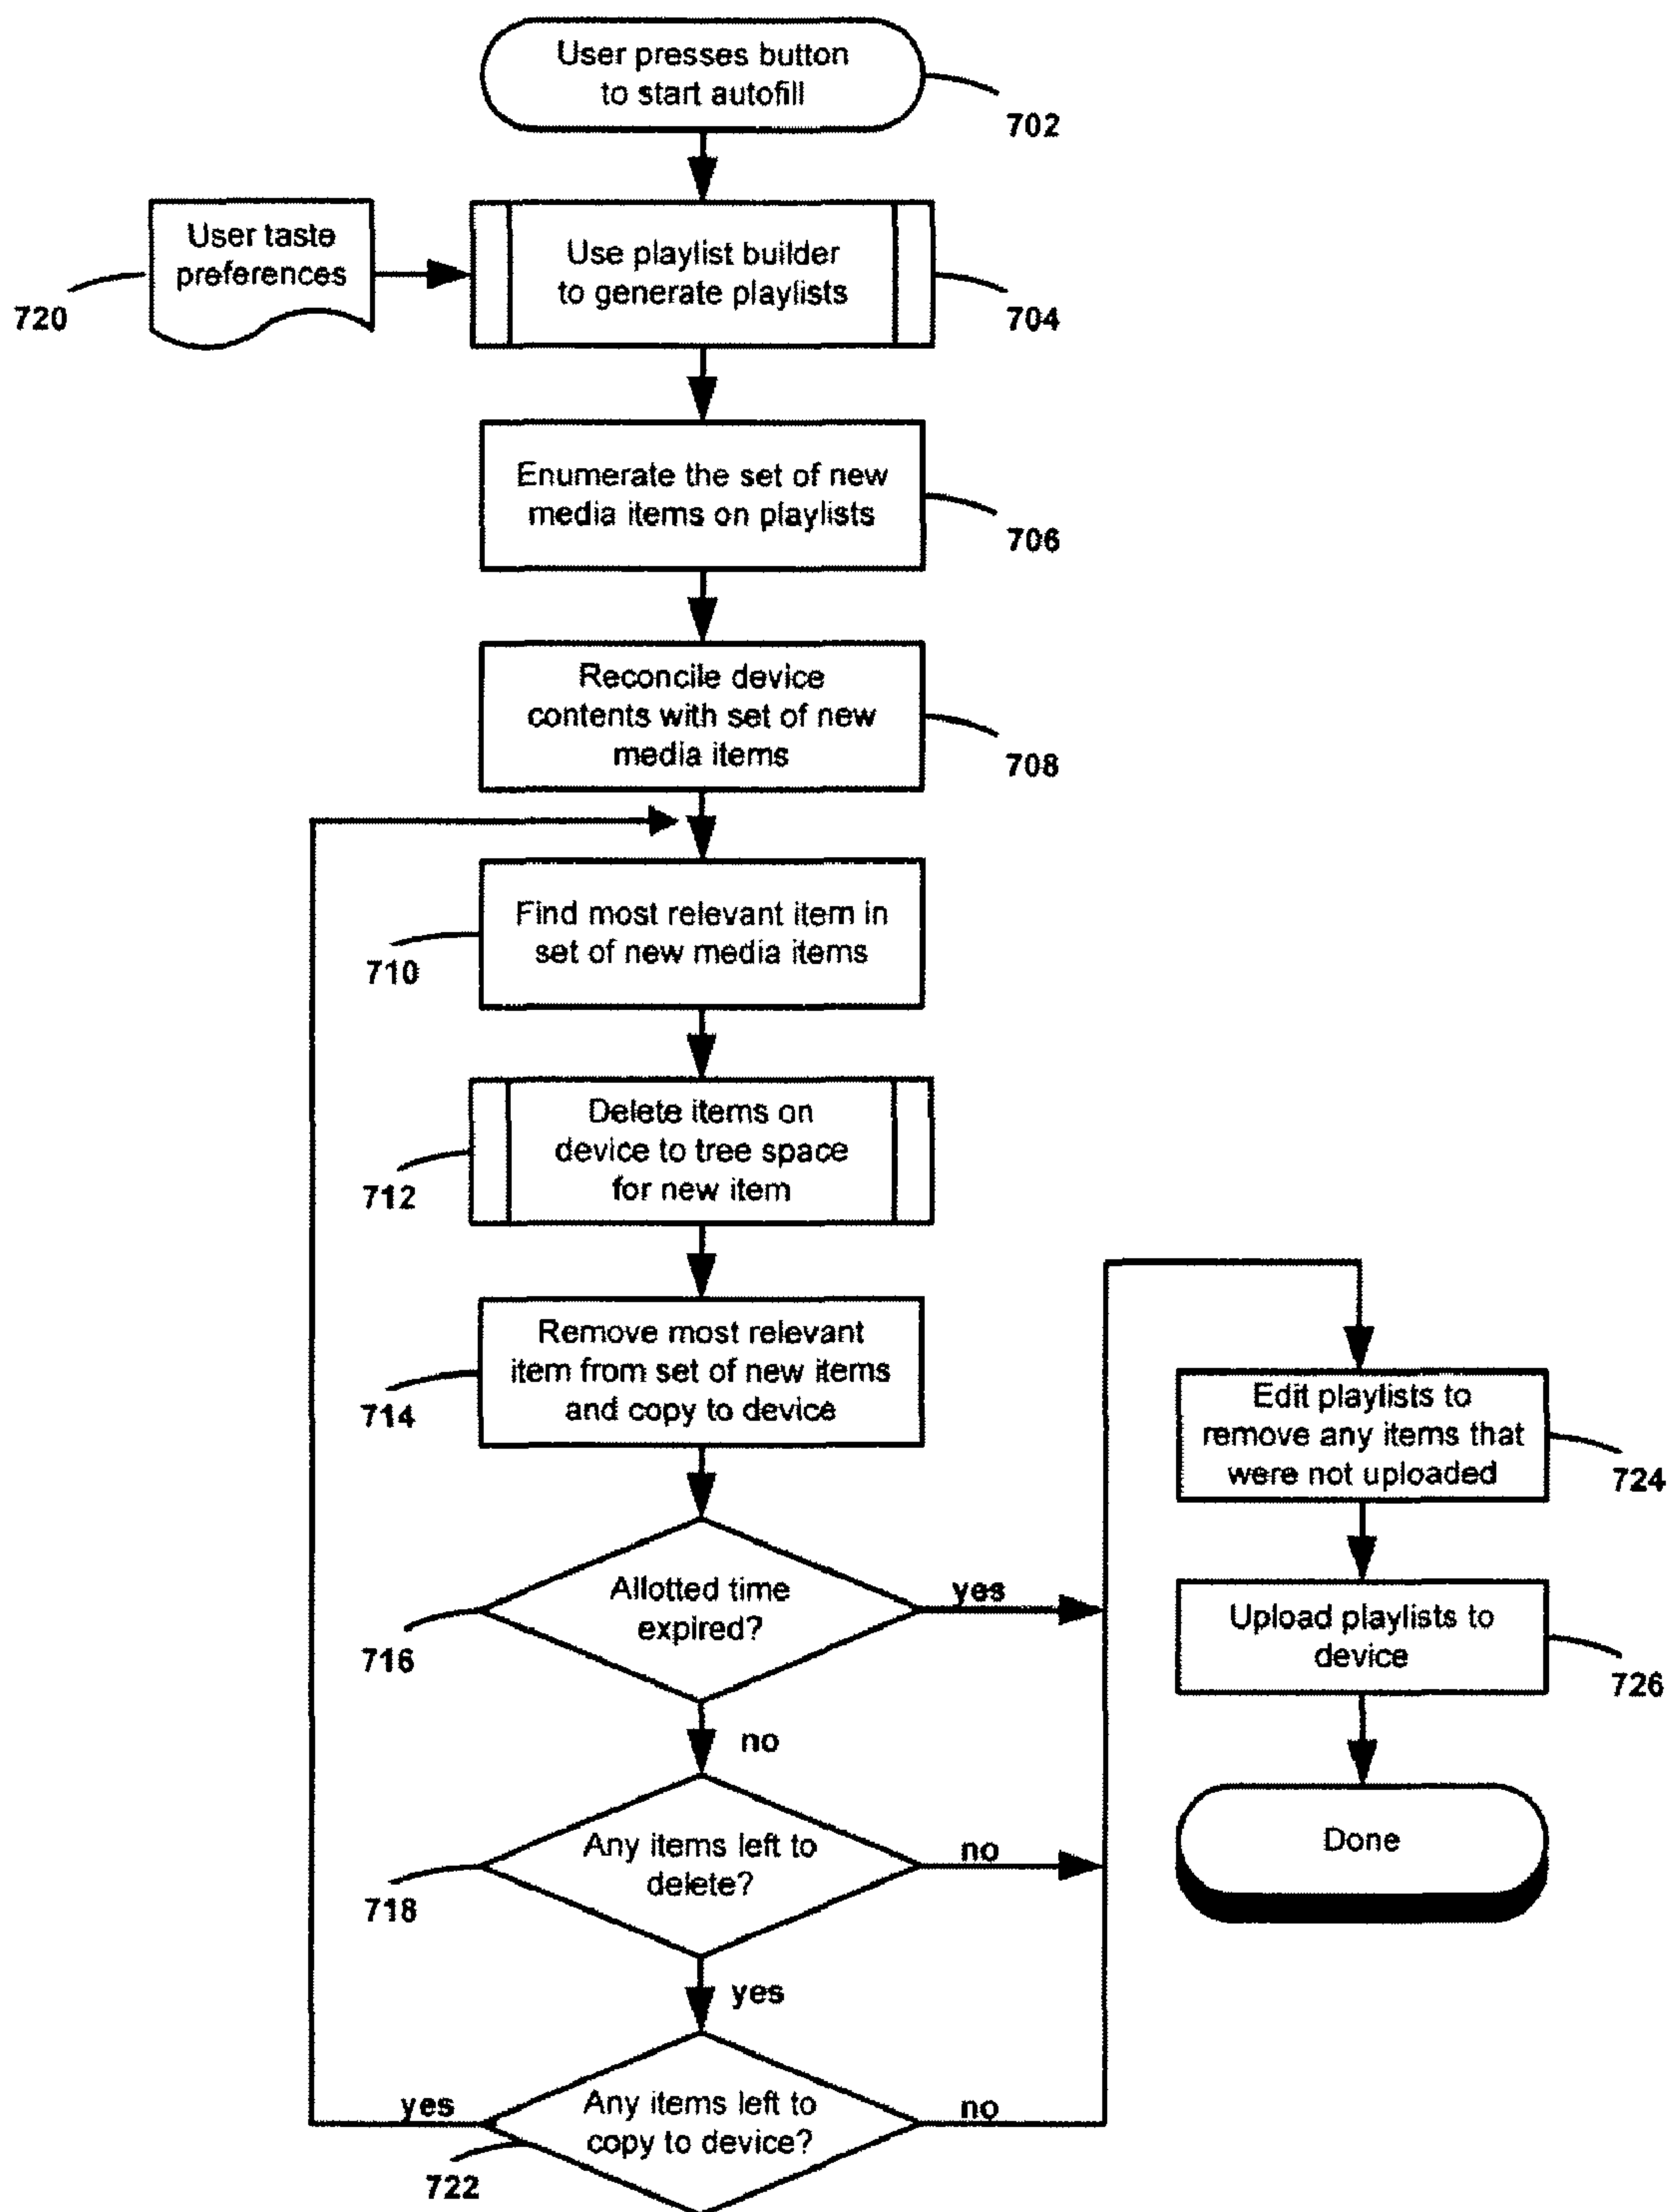 User presses button
to start autofill
702
User taste
preferences
720
Use playlist builder
to generate playlists
704
Enumerate the set of new
media items on playlists
706
Reconcile device
contents with set of new
media items
708
Find most relevant item in
set of new media items
710
Delete items on
device to tree space
for new item
712
Remove most relevant
item from set of new items
and copy to device
714
Allotted time
expired?
716
yes
no
Any items left to
delete?
718
no
yes
Any items left to
copy to device?
722
yes
no
Edit playlists to
remove any items that
were not uploaded
724
Upload playlists to
device
726
Done